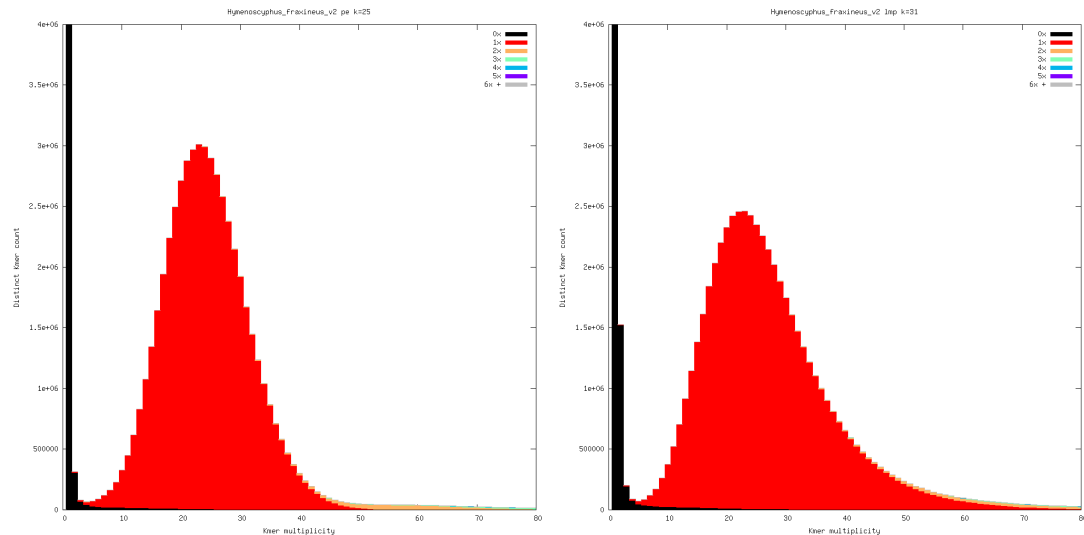 Hymenoscyphus_fraxineus_v2 pe k=25
4e+06
3.5e+06
3e+06
2.5e+06
2e+06
1.5e+06
1e+06
500000
0
Distinct Kmer count
0x
1x
2x
3x
4x
5x
6x +
0 10 20 30 40 50 60 70 80
Kmer multiplicity
Hymenoscyphus_fraxineus_v2 lmp k=31
4e+06
3.5e+06
3e+06
2.5e+06
2e+06
1.5e+06
1e+06
500000
0
Distinct Kmer count
0x
1x
2x
3x
4x
5x
6x +
0 10 20 30 40 50 60 70 80
Kmer multiplicity